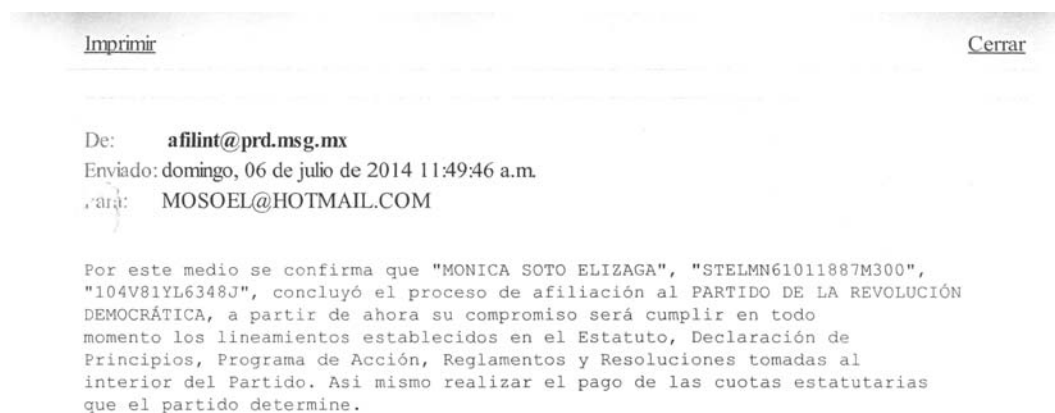 Imprimir Cerrar
De: afilint@prd.msg.mx
Enviado: domingo, 06 de julio de 2014 11:49:46 a.m.
MOSOEL@HOTMAIL.COM
Por este medio se confirma que "MONICA SOTO ELIZAGA", "STELMN61011887M300",
"104V81YL6348J", concluyó el proceso de afiliación al PARTIDO DE LA REVOLUCIÓN
DEMOCRÁTICA, a partir de ahora su compromiso será cumplir en todo
momento los lineamientos establecidos en el Estatuto, Declaración de
Principios, Programa de Acción, Reglamentos y Resoluciones tomadas al
interior del Partido. Asi mismo realizar el pago de las cuotas estatutarias
que el partido determine.